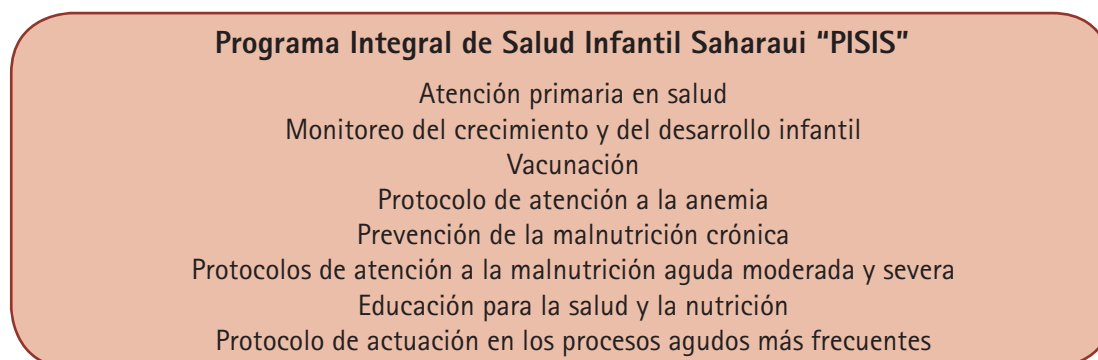 Programa Integral de Salud Infantil Saharaui “PISIS”
Atención primaria en salud
Monitoreo del crecimiento y del desarrollo infantil
Vacunación
Protocolo de atención a la anemia
Prevención de la malnutrición crónica
Protocolos de atención a la malnutrición aguda moderada y severa
Educación para la salud y la nutrición
Protocolo de actuación en los procesos agudos más frecuentes